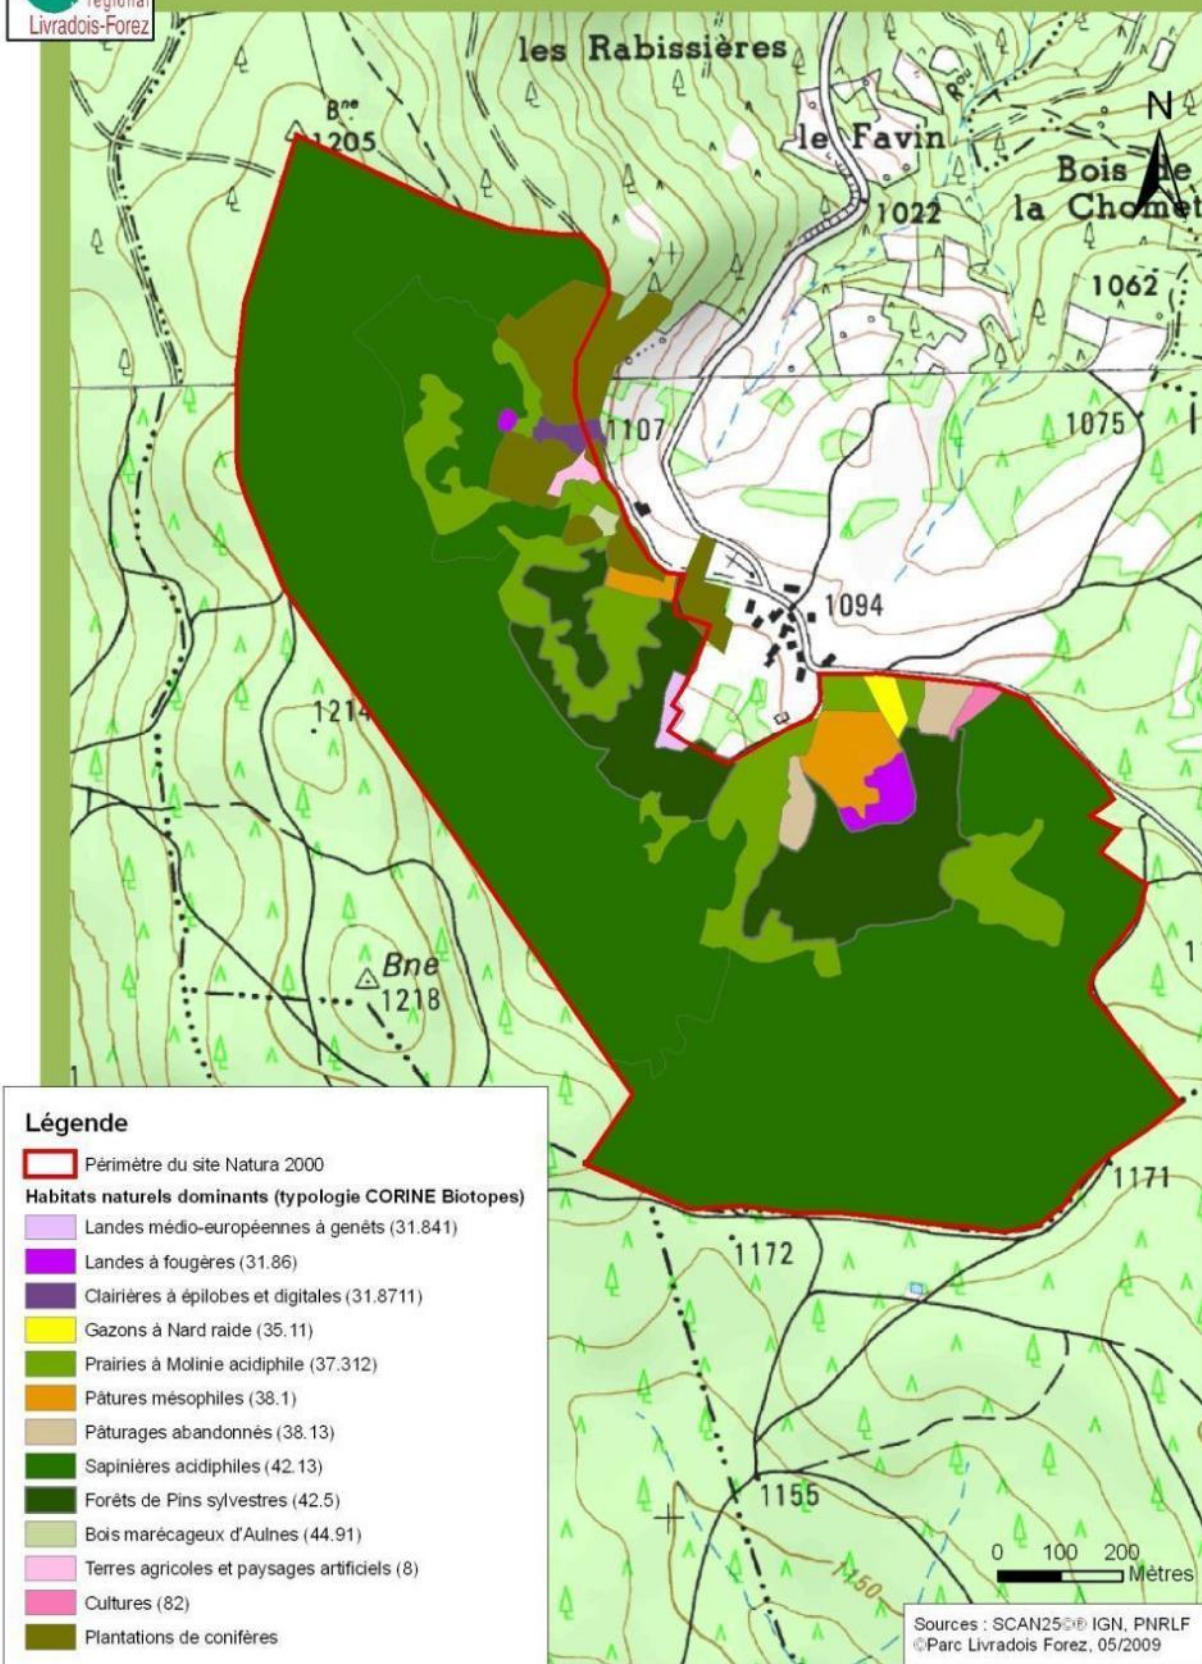 régional
Livradois-Forez
les Rabissières
Bne
1205
le Favin
Rau
N
Bois de
la Chomet
1022
1062
1107
1075
1094
1214
Bne
1218
1171
1172
1155
1150
Légende
Périmètre du site Natura 2000
Habitats naturels dominants (typologie CORINE Biotopes)
Landes médio-européennes à genêts (31.841)
Landes à fougères (31.86)
Clairières à épilobes et digitales (31.8711)
Gazons à Nard raide (35.11)
Prairies à Molinie acidiphile (37.312)
Pâtures mésophiles (38.1)
Pâturages abandonnés (38.13)
Sapinières acidiphiles (42.13)
Forêts de Pins sylvestres (42.5)
Bois marécageux d'Aulnes (44.91)
Terres agricoles et paysages artificiels (8)
Cultures (82)
Plantations de conifères
0 100 200
Mètres
Sources : SCAN25©® IGN, PNRLF
©Parc Livradois Forez, 05/2009